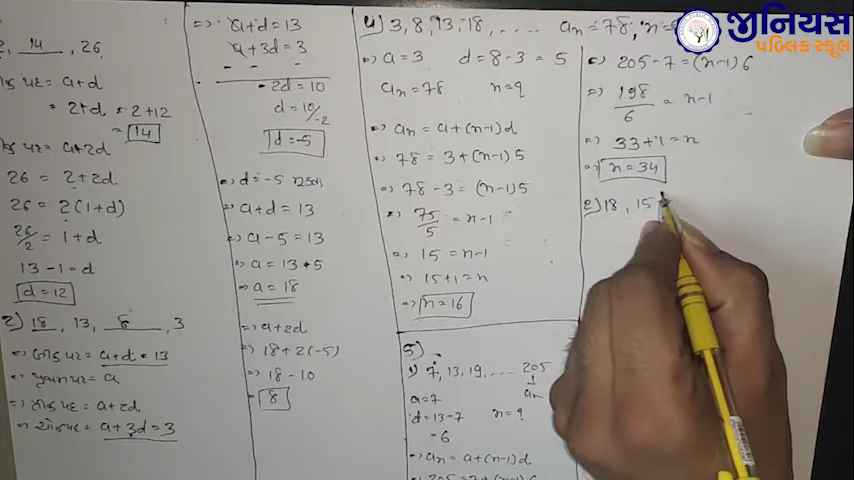 2, 14, 26
પદ = a+d
= 2+d = 2+12
= 14
પદ = a+2d
26 = 2+2d
26 = 2(1+d)
26/2 = 1+d
13-1=d
d=12
2) 18, 13, 8, 3
=> બીજુ પદ = a+d = 13
=> પ્રથમ પદ = a
=> ત્રીજુ પદ = a+2d
=> ચોથુ પદ = a+3d=3
=> a+d = 13
a+3d = 3
- - -
-2d = 10
d = 10/-2
d=-5
=> d=-5
=> a+d = 13
=> a-5 = 13
=> a = 13+5
=> a = 18
=> a+2d
=> 18+2(-5)
=> 18-10
= 8
4) 3, 8, 13, 18, .... an = 78, n =
=> a=3 d = 8-3 = 5
an=78 n=?
=> an = a+(n-1)d
=> 78 = 3+(n-1)5
=> 78-3 = (n-1)5
=> 75/5 = n-1
=> 15 = n-1
=> 15+1=n
=> n=16
5)
1) 7, 13, 19, ... 205
an
a=7
d=13-7 n=?
=6
=> an = a+(n-1)d
=> 205=7+(n-1)6
=> 205-7=(n-1)6
=> 198/6 = n-1
=> 33+1=n
=> n=34
2) 18, 15
જીનિયસ
પબ્લિક સ્કૂલ